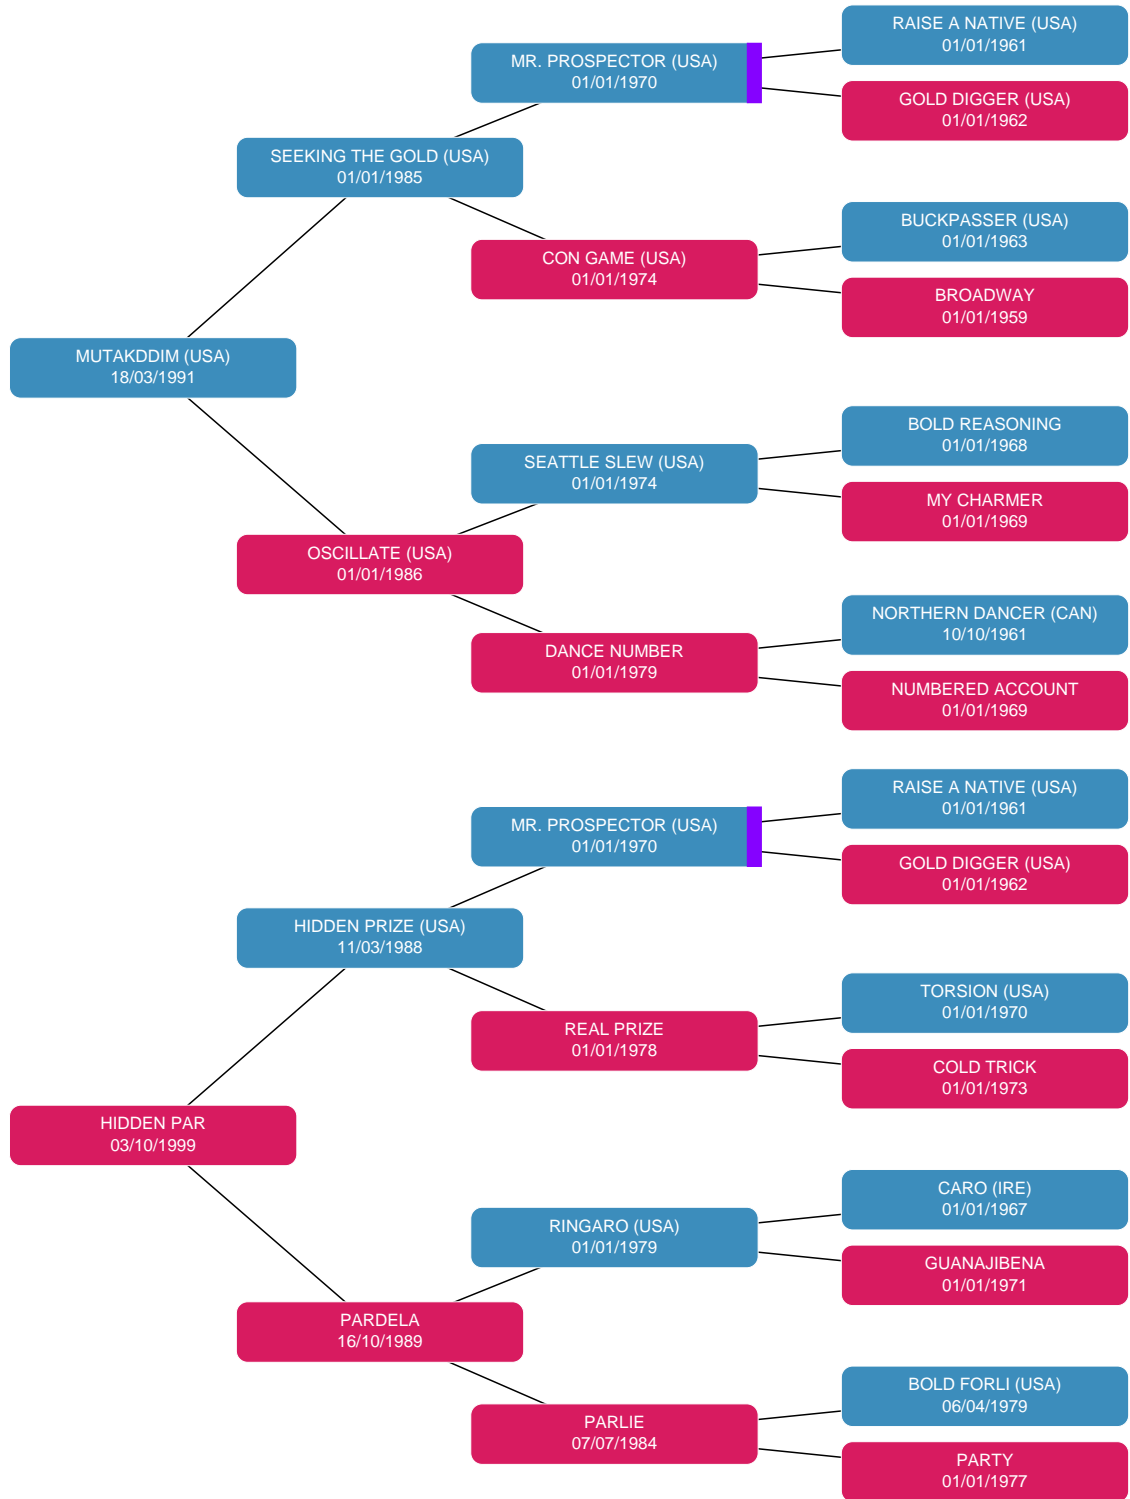 RAISE A NATIVE (USA)
01/01/1961
MR. PROSPECTOR (USA)
01/01/1970
GOLD DIGGER (USA)
01/01/1962
SEEKING THE GOLD (USA)
01/01/1985
BUCKPASSER (USA)
01/01/1963
CON GAME (USA)
01/01/1974
BROADWAY
01/01/1959
MUTAKDDIM (USA)
18/03/1991
BOLD REASONING
01/01/1968
SEATTLE SLEW (USA)
01/01/1974
MY CHARMER
01/01/1969
OSCILLATE (USA)
01/01/1986
NORTHERN DANCER (CAN)
10/10/1961
DANCE NUMBER
01/01/1979
NUMBERED ACCOUNT
01/01/1969
RAISE A NATIVE (USA)
01/01/1961
MR. PROSPECTOR (USA)
01/01/1970
GOLD DIGGER (USA)
01/01/1962
HIDDEN PRIZE (USA)
11/03/1988
TORSION (USA)
01/01/1970
REAL PRIZE
01/01/1978
COLD TRICK
01/01/1973
HIDDEN PAR
03/10/1999
CARO (IRE)
01/01/1967
RINGARO (USA)
01/01/1979
GUANAJIBENA
01/01/1971
PARDELA
16/10/1989
BOLD FORLI (USA)
06/04/1979
PARLIE
07/07/1984
PARTY
01/01/1977